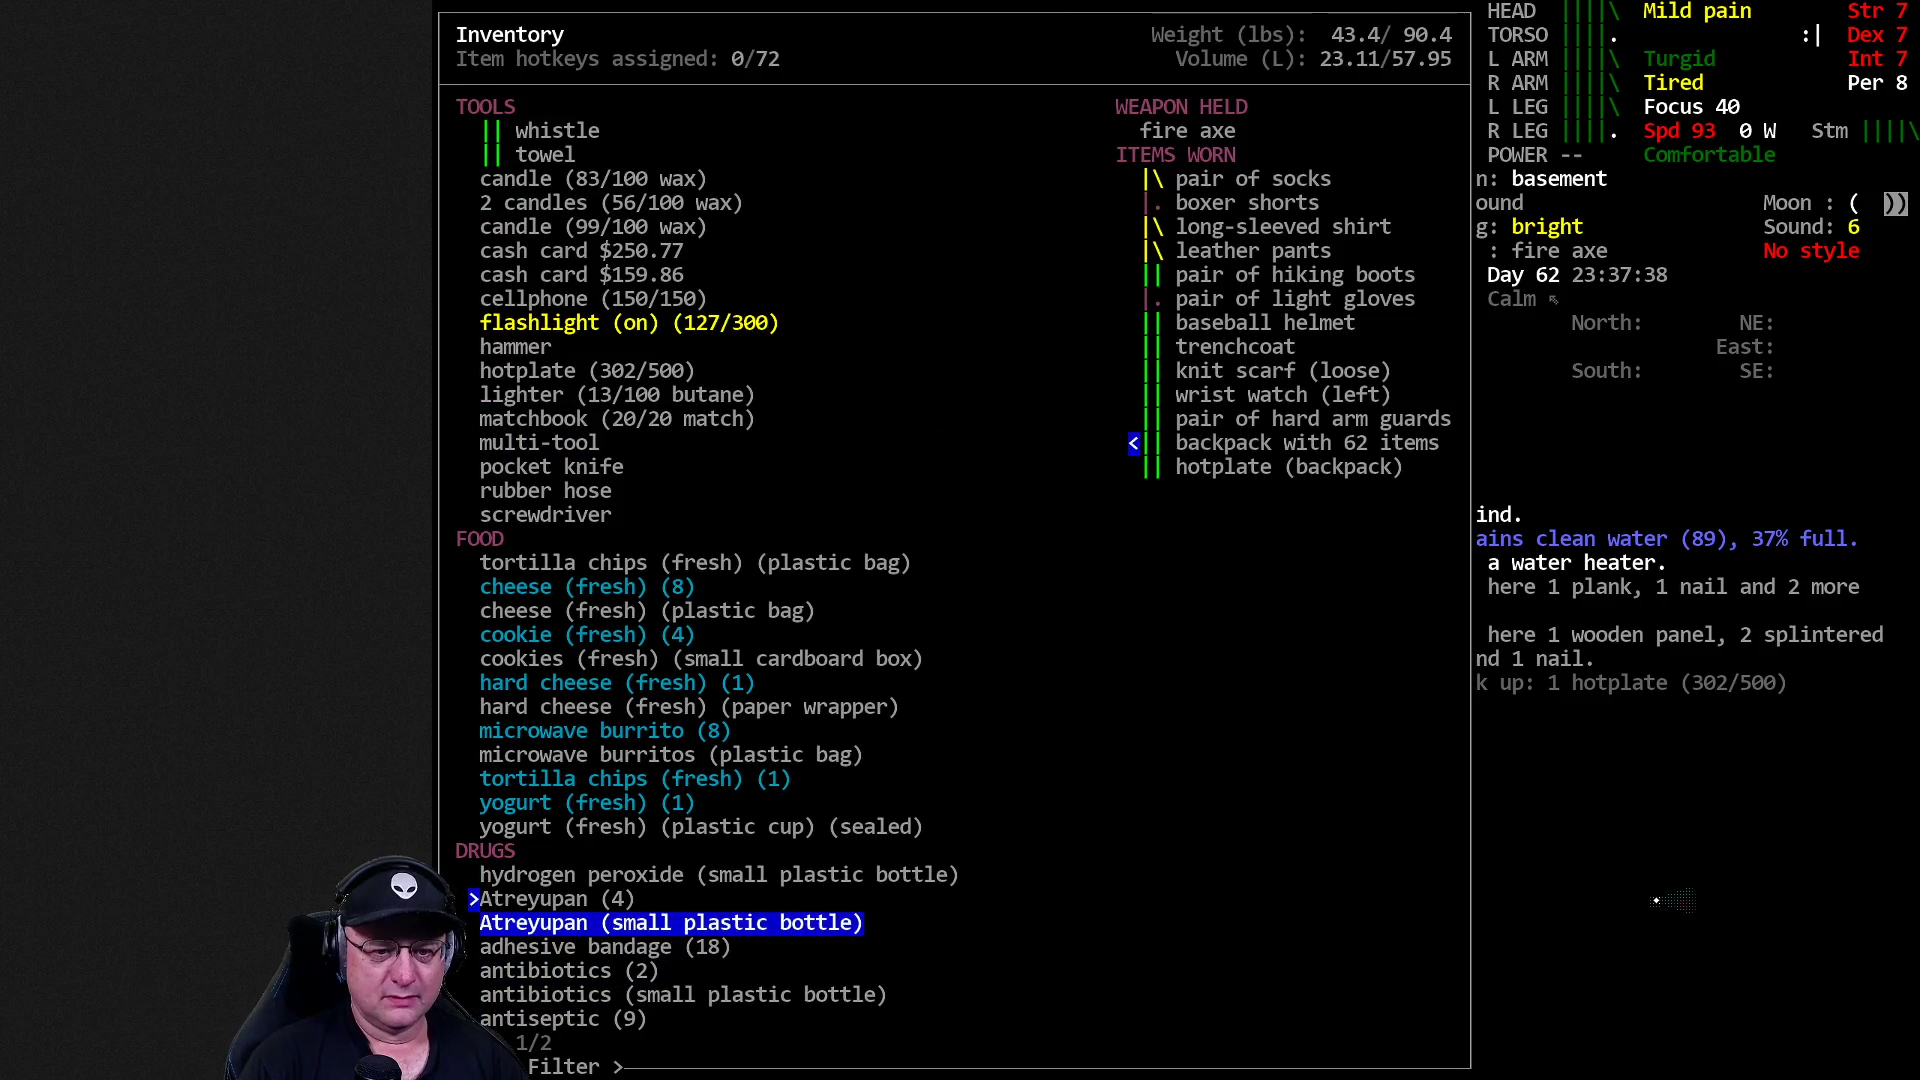 Inventory
Item hotkeys assigned: 0/72
Weight (lbs): 43.4/ 90.4
Volume (L): 23.11/57.95
TOOLS
|| whistle
|| towel
candle (83/100 wax)
2 candles (56/100 wax)
candle (99/100 wax)
cash card $250.77
cash card $159.86
cellphone (150/150)
flashlight (on) (127/300)
hammer
hotplate (302/500)
lighter (13/100 butane)
matchbook (20/20 match)
multi-tool
pocket knife
rubber hose
screwdriver
FOOD
tortilla chips (fresh) (plastic bag)
cheese (fresh) (8)
cheese (fresh) (plastic bag)
cookie (fresh) (4)
cookies (fresh) (small cardboard box)
hard cheese (fresh) (1)
hard cheese (fresh) (paper wrapper)
microwave burrito (8)
microwave burritos (plastic bag)
tortilla chips (fresh) (1)
yogurt (fresh) (1)
yogurt (fresh) (plastic cup) (sealed)
DRUGS
hydrogen peroxide (small plastic bottle)
>Atreyupan (4)
Atreyupan (small plastic bottle)
adhesive bandage (18)
antibiotics (2)
antibiotics (small plastic bottle)
antiseptic (9)
1/2
Filter >
WEAPON HELD
fire axe
ITEMS WORN
|\ pair of socks
|. boxer shorts
|\ long-sleeved shirt
|\ leather pants
|| pair of hiking boots
|. pair of light gloves
|| baseball helmet
|| trenchcoat
|| knit scarf (loose)
|| wrist watch (left)
|| pair of hard arm guards
<|| backpack with 62 items
|| hotplate (backpack)
HEAD ||||\ Mild pain Str 7
TORSO ||||. :| Dex 7
L ARM ||||\ Turgid Int 7
R ARM ||||\ Tired Per 8
L LEG ||||\ Focus 40
R LEG ||||. Spd 93 0 W Stm ||||\
POWER -- Comfortable
n: basement
ound Moon : ( ))
g: bright Sound: 6
: fire axe No style
Day 62 23:37:38
Calm
North: NE:
East:
South: SE:
ind.
ains clean water (89), 37% full.
a water heater.
here 1 plank, 1 nail and 2 more
here 1 wooden panel, 2 splintered
nd 1 nail.
k up: 1 hotplate (302/500)